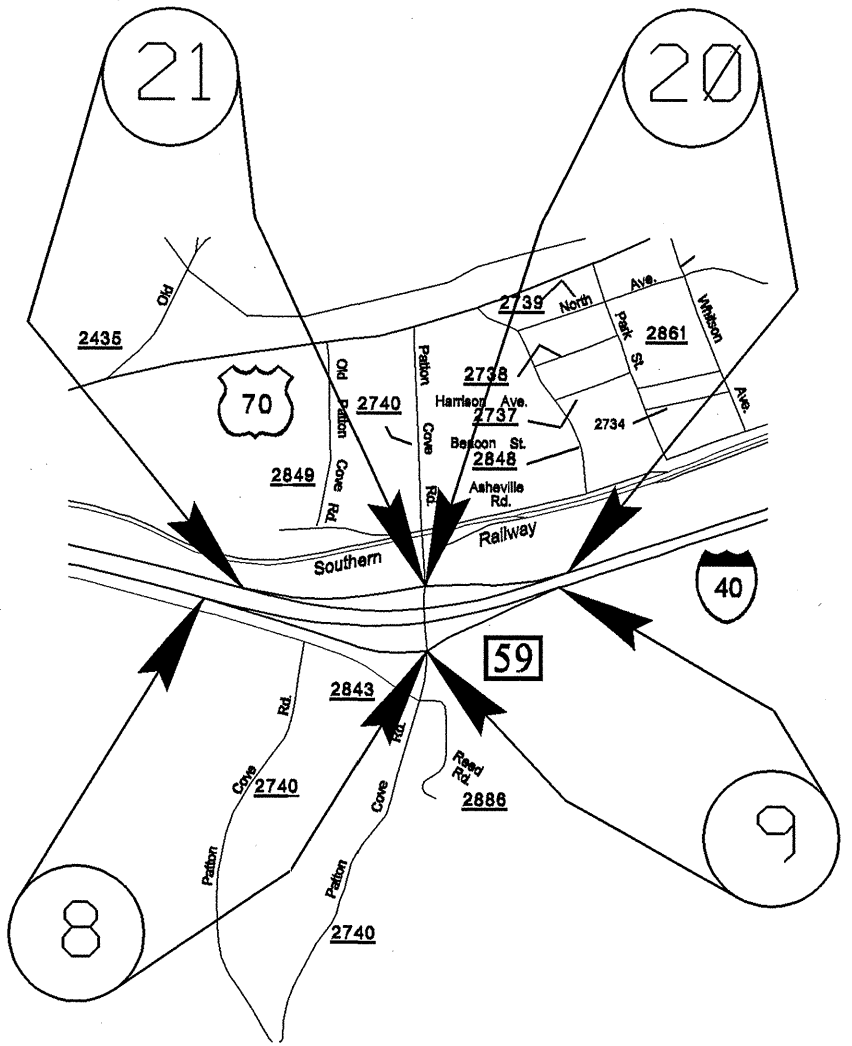 21
20
Old
2435
2739
North
Ave.
Park St.
2861
Whitson Ave.
70
Old Patton Cove Rd.
2740
Patton Cove Rd.
2738
Harrison Ave.
2737
2734
Beacon St.
2848
2849
Asheville
Rd.
Southern Railway
40
59
2843
Patton Cove Rd.
2740
Reed
Rd.
2886
Patton Cove Rd.
2740
9
8